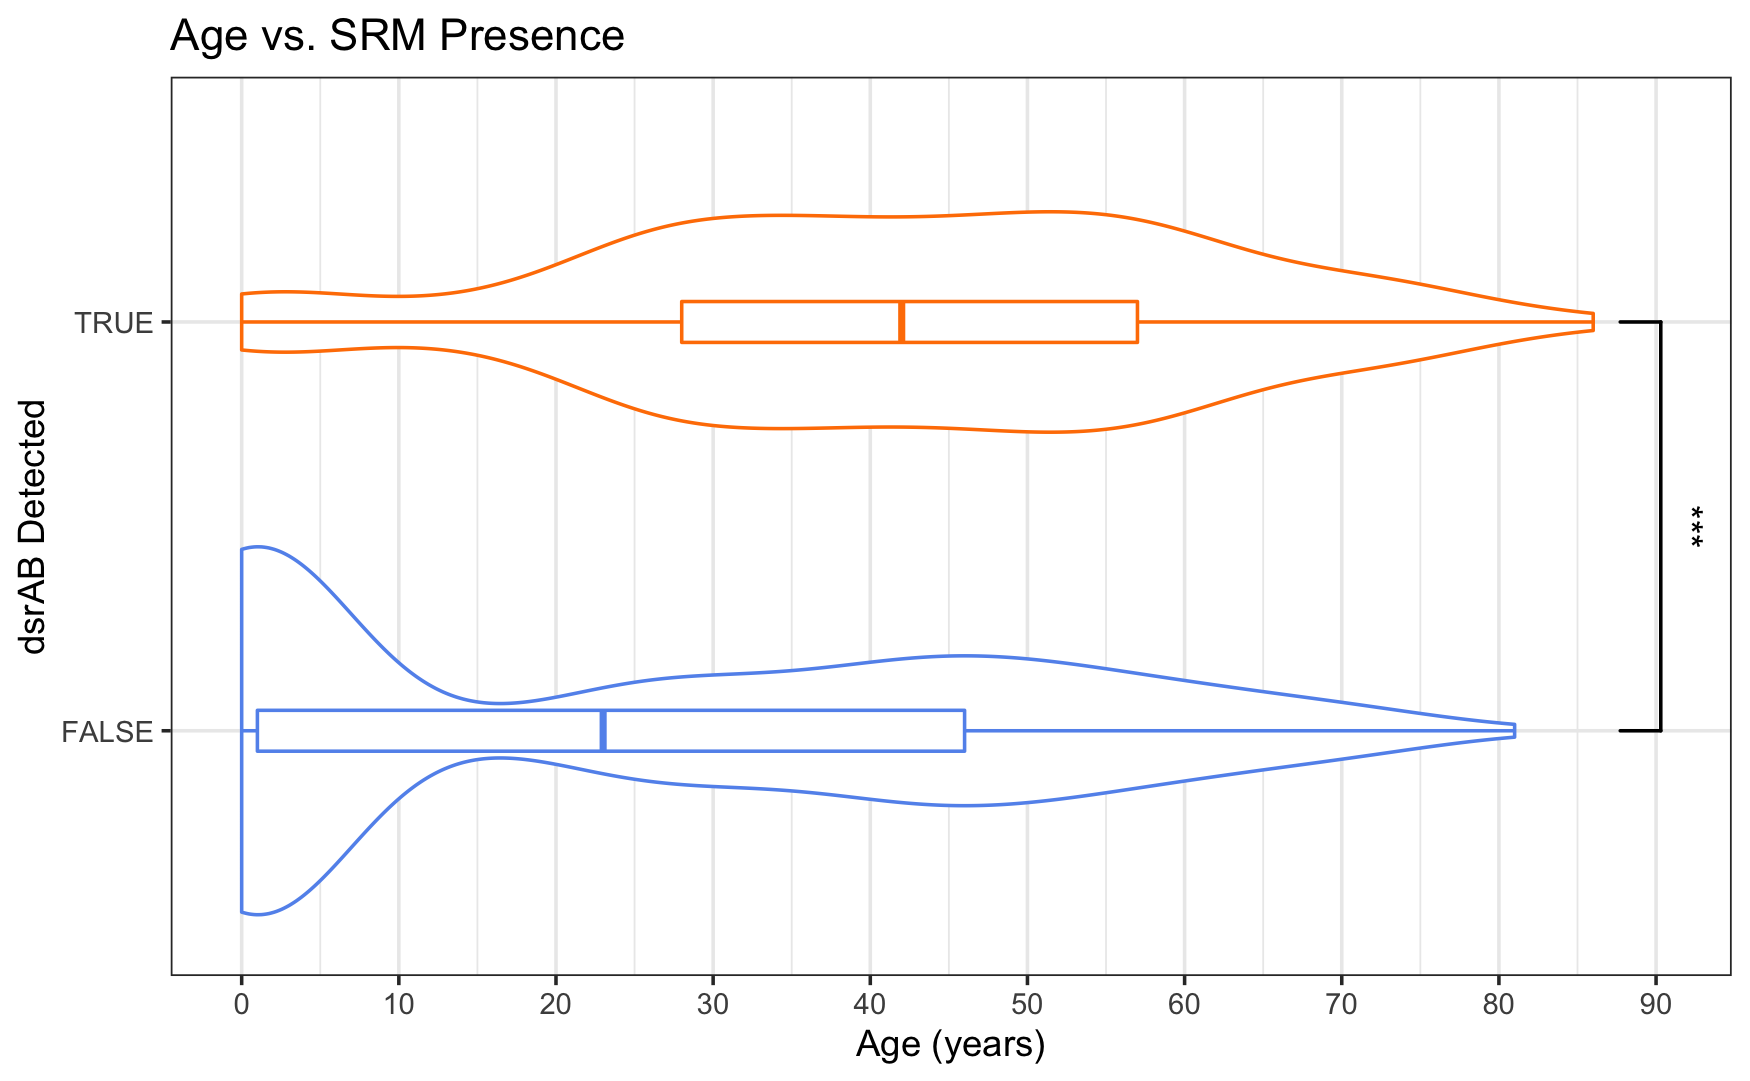 Age vs. SRM Presence
dsrAB Detected
TRUE
FALSE
***
0 10 20 30 40 50 60 70 80 90
Age (years)